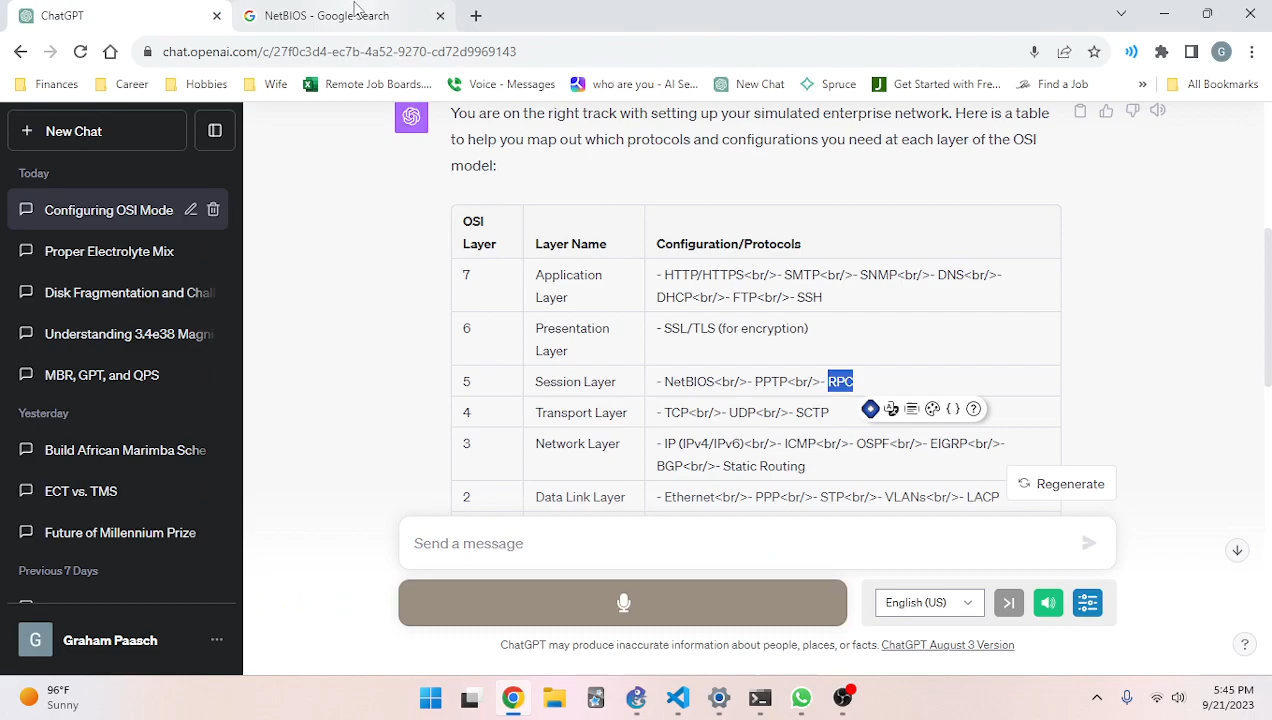 ChatGPT
NetBIOS - Google Search
chat.openai.com/c/27f0c3d4-ec7b-4a52-9270-cd72d9969143
G
Finances
Career
Hobbies
Wife
Remote Job Boards....
Voice - Messages
who are you - AI Se...
New Chat
Spruce
Get Started with Fre...
Find a Job
»
All Bookmarks
+ New Chat
Today
Configuring OSI Mode
Proper Electrolyte Mix
Disk Fragmentation and Chall
Understanding 3.4e38 Magni
MBR, GPT, and QPS
Yesterday
Build African Marimba Sche
ECT vs. TMS
Future of Millennium Prize
Previous 7 Days
G
Graham Paasch
...
You are on the right track with setting up your simulated enterprise network. Here is a table
to help you map out which protocols and configurations you need at each layer of the OSI
model:
OSI
Layer
Layer Name
Configuration/Protocols
7
Application
Layer
- HTTP/HTTPS<br/>- SMTP<br/>- SNMP<br/>- DNS<br/>-
DHCP<br/>- FTP<br/>- SSH
6
Presentation
Layer
- SSL/TLS (for encryption)
5
Session Layer
- NetBIOS<br/>- PPTP<br/>- RPC
4
Transport Layer
- TCP<br/>- UDP<br/>- SCTP
3
Network Layer
- IP (IPv4/IPv6)<br/>- ICMP<br/>- OSPF<br/>- EIGRP<br/>-
BGP<br/>- Static Routing
2
Data Link Layer
- Ethernet<br/>- PPP<br/>- STP<br/>- VLANs<br/>- LACP
Regenerate
Send a message
English (US)
ChatGPT may produce inaccurate information about people, places, or facts. ChatGPT August 3 Version
?
96°F
Sunny
5:45 PM
9/21/2023